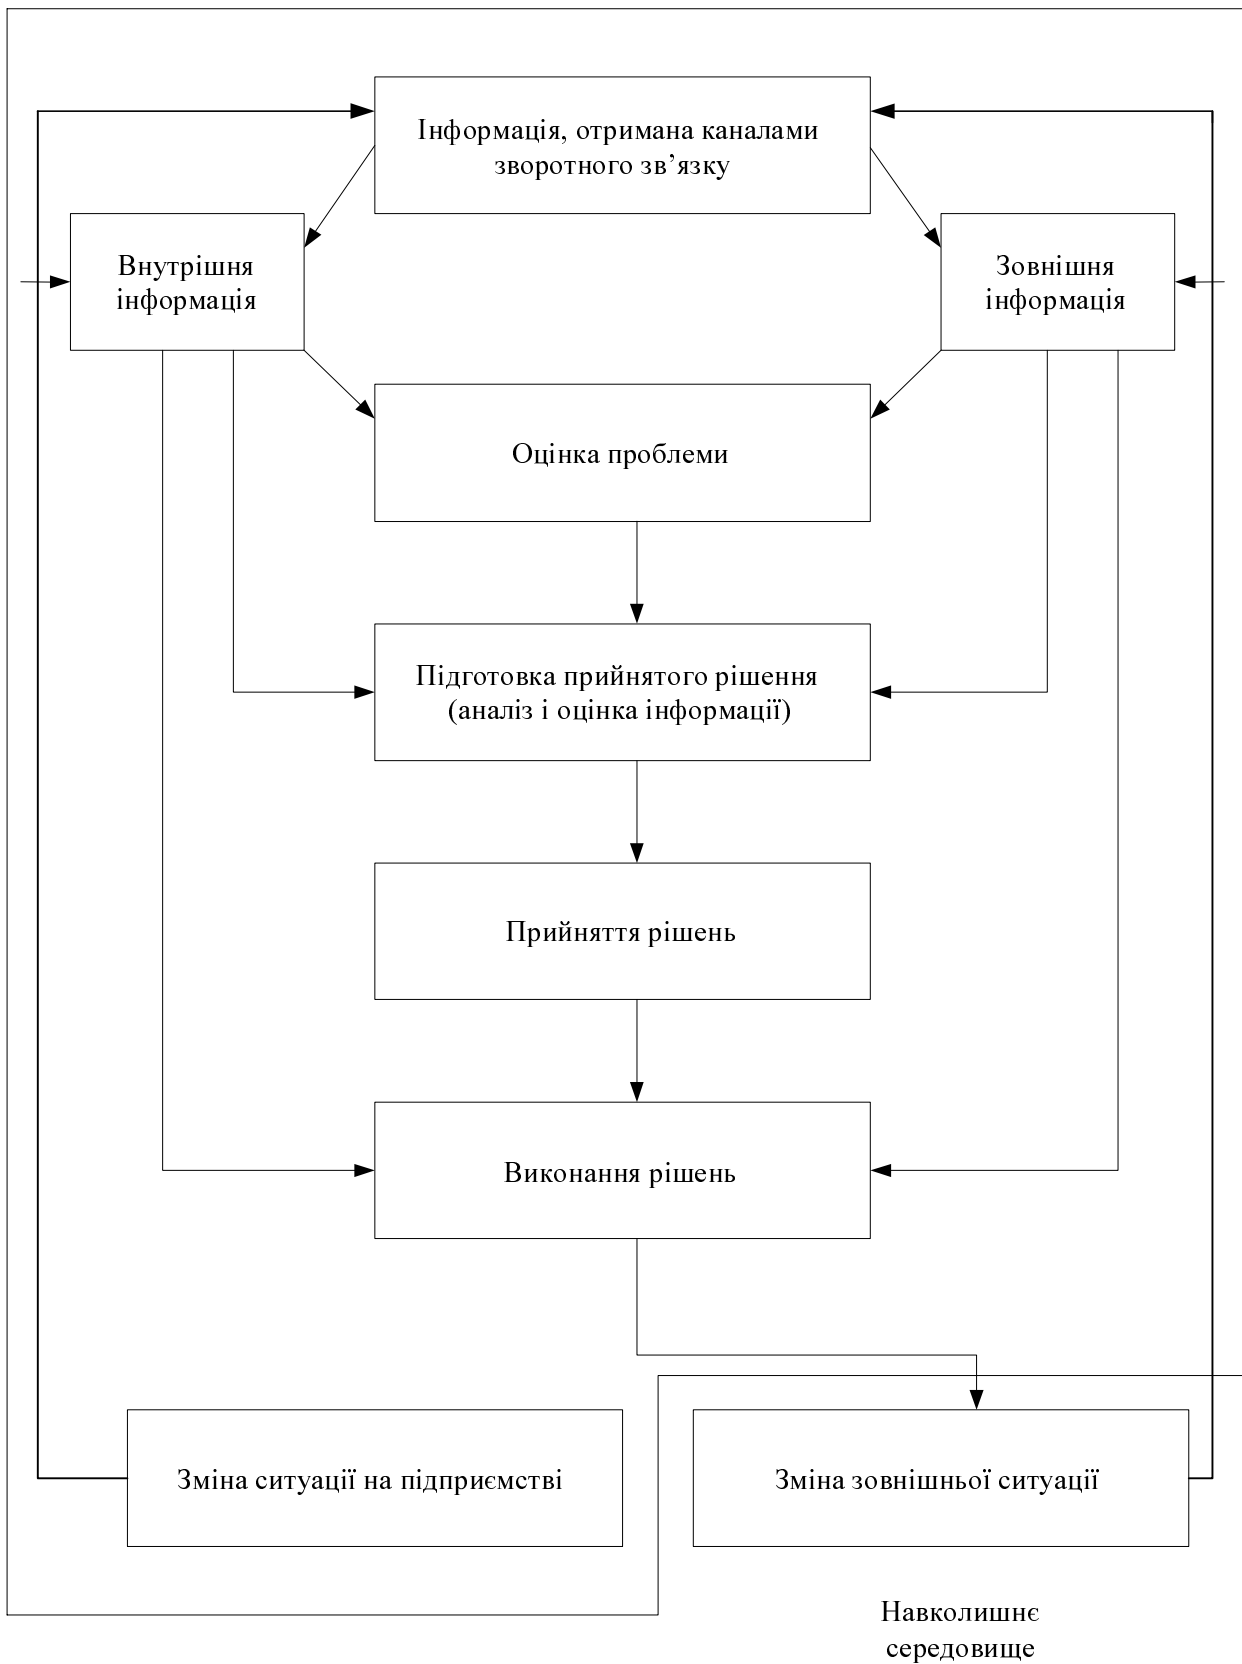 Інформація, отримана каналами
зворотного зв’язку
Внутрішня
інформація
Зовнішня
інформація
Оцінка проблеми
Підготовка прийнятого рішення
(аналіз і оцінка інформації)
Прийняття рішень
Виконання рішень
Зміна ситуації на підприємстві
Зміна зовнішньої ситуації
Навколишнє
середовище